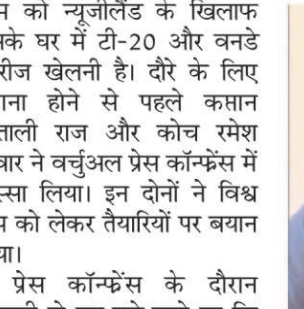 को न्यूजीलैंड के खिलाफ
घर में टी-20 और वनडे
खेलनी है। दौरे के लिए
होने से पहले कप्तान
राज और कोच रमेश
ने वर्चुअल प्रेस कॉन्फ्रेंस में
लिया। इन दोनों ने विश्व
को लेकर तैयारियों पर बयान
प्रेस कॉन्फ्रेंस के दौरान